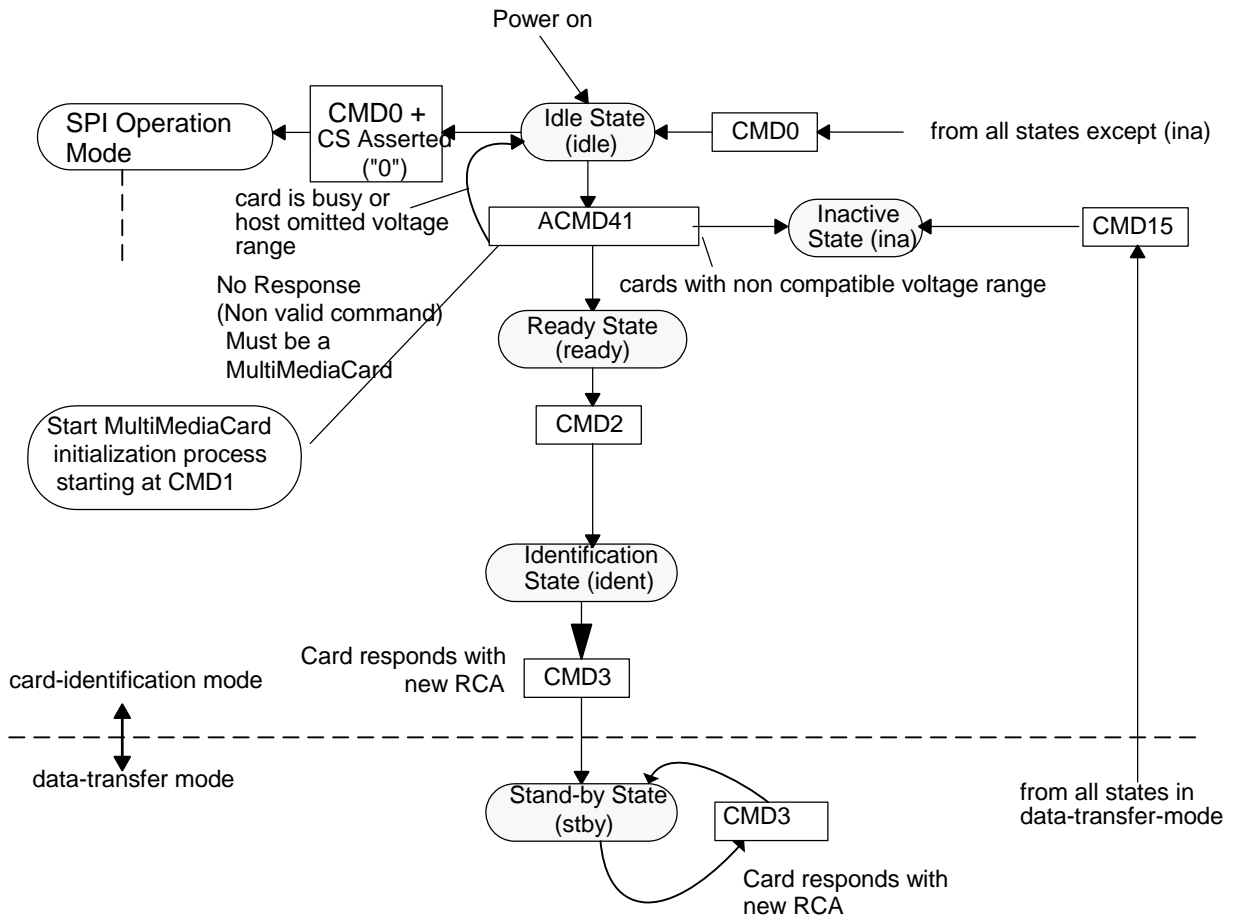 Power on
SPI Operation
Mode
CMD0 +
CS Asserted
("0")
Idle State
(idle)
CMD0
from all states except (ina)
card is busy or
host omitted voltage
range
ACMD41
Inactive
State (ina)
CMD15
cards with non compatible voltage range
No Response
(Non valid command)
Must be a
MultiMediaCard
Ready State
(ready)
Start MultiMediaCard
initialization process
starting at CMD1
CMD2
Identification
State (ident)
Card responds with
new RCA
CMD3
card-identification mode
data-transfer mode
Stand-by State
(stby)
CMD3
from all states in
data-transfer-mode
Card responds with
new RCA